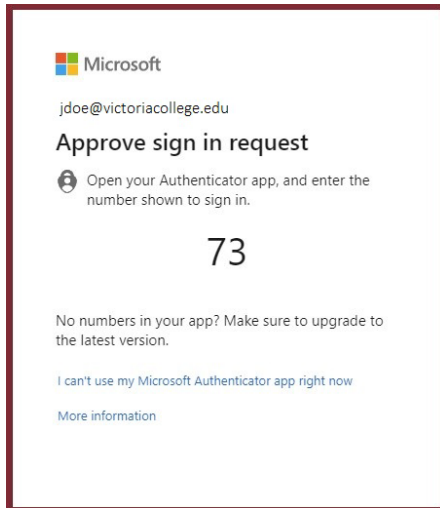 Microsoft
jdoe@victoriacollege.edu
Approve sign in request
Open your Authenticator app, and enter the
number shown to sign in.
73
No numbers in your app? Make sure to upgrade to
the latest version.
I can't use my Microsoft Authenticator app right now
More information